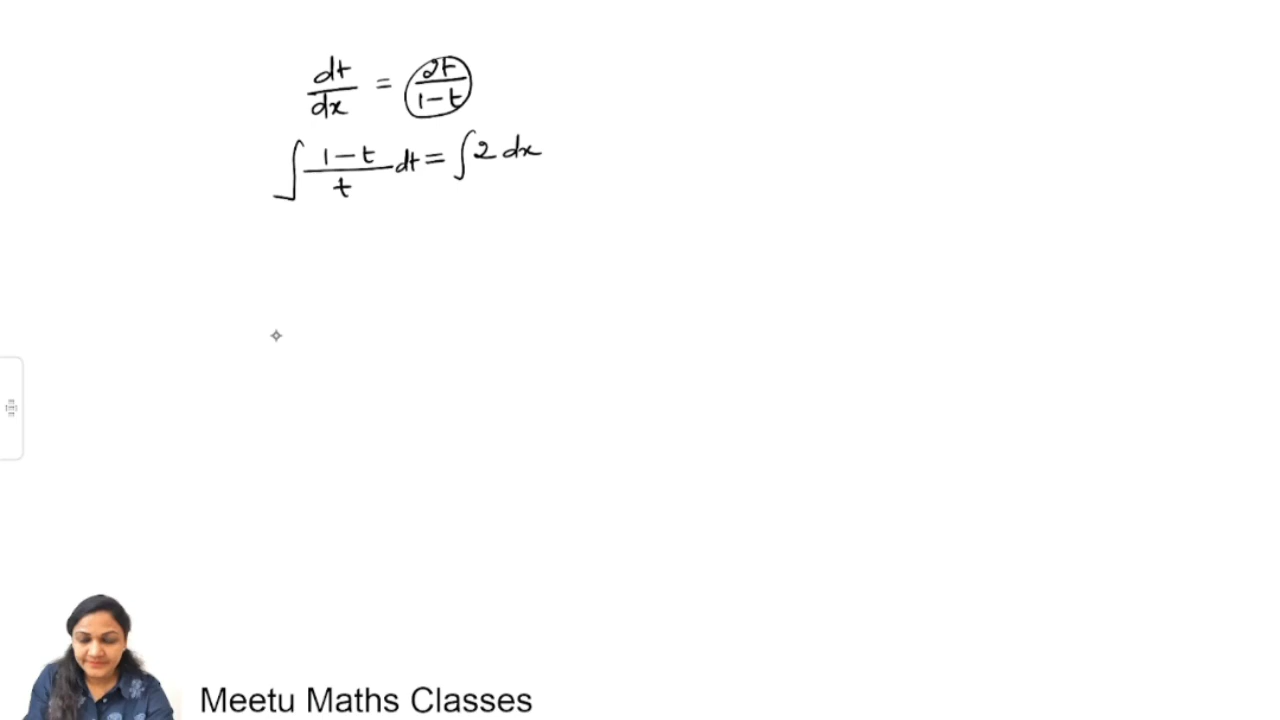 dt/dx = 2t/1-t
∫ 1-t/t dt = ∫ 2 dx
Meetu Maths Classes